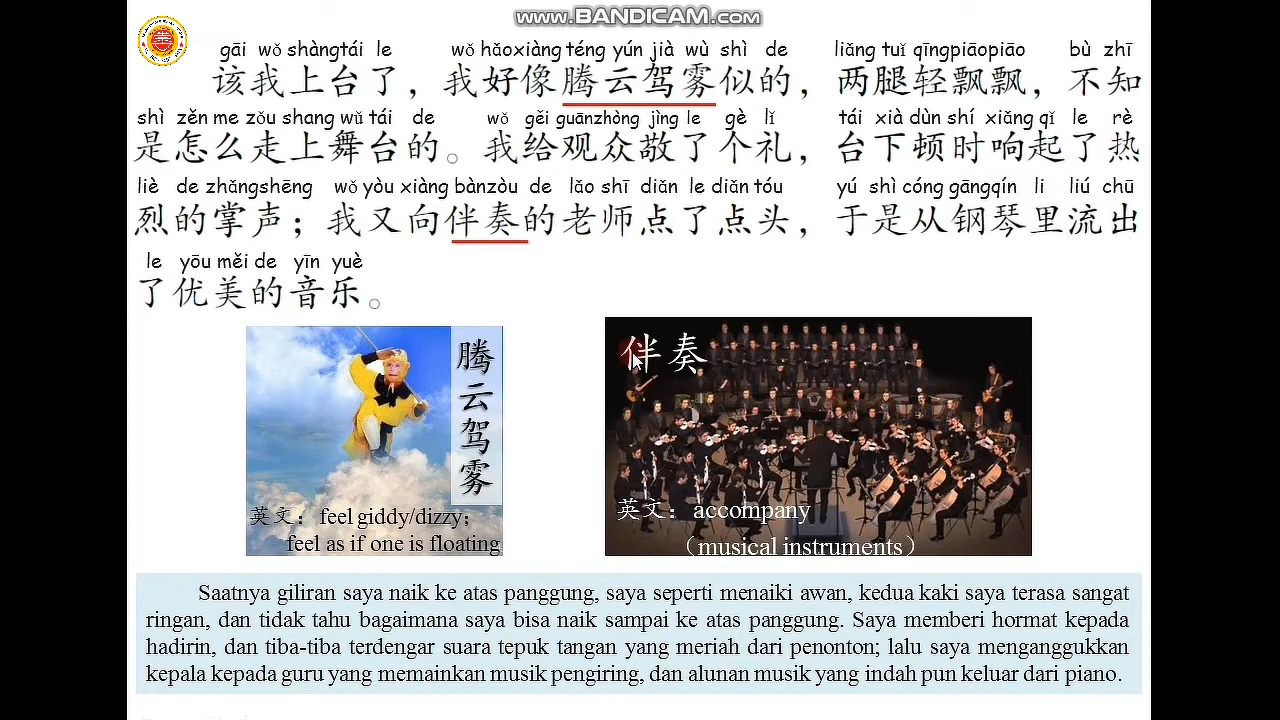 www.BANDICAM.com
gāi wǒ shàngtái le wǒ hǎoxiàng téng yún jià wù shì de liǎng tuǐ qīngpiāopiāo bù zhī
该我上台了，我好像腾云驾雾似的，两腿轻飘飘，不知
shì zěn me zǒu shang wǔ tái de wǒ gěi guānzhòng jìng le gè lǐ tái xià dùn shí xiǎng qǐ le rè
是怎么走上舞台的。我给观众敬了个礼，台下顿时响起了热
liè de zhǎngshēng wǒ yòu xiàng bànzòu de lǎo shī diǎn le diǎn tóu yú shì cóng gāngqín li liú chū
烈的掌声；我又向伴奏的老师点了点头，于是从钢琴里流出
le yōu měi de yīn yuè
了优美的音乐。
腾云驾雾
英文：feel giddy/dizzy；
feel as if one is floating
伴奏
英文：accompany
（musical instruments）
Saatnya giliran saya naik ke atas panggung, saya seperti menaiki awan, kedua kaki saya terasa sangat
ringan, dan tidak tahu bagaimana saya bisa naik sampai ke atas panggung. Saya memberi hormat kepada
hadirin, dan tiba-tiba terdengar suara tepuk tangan yang meriah dari penonton; lalu saya menganggukkan
kepala kepada guru yang memainkan musik pengiring, dan alunan musik yang indah pun keluar dari piano.